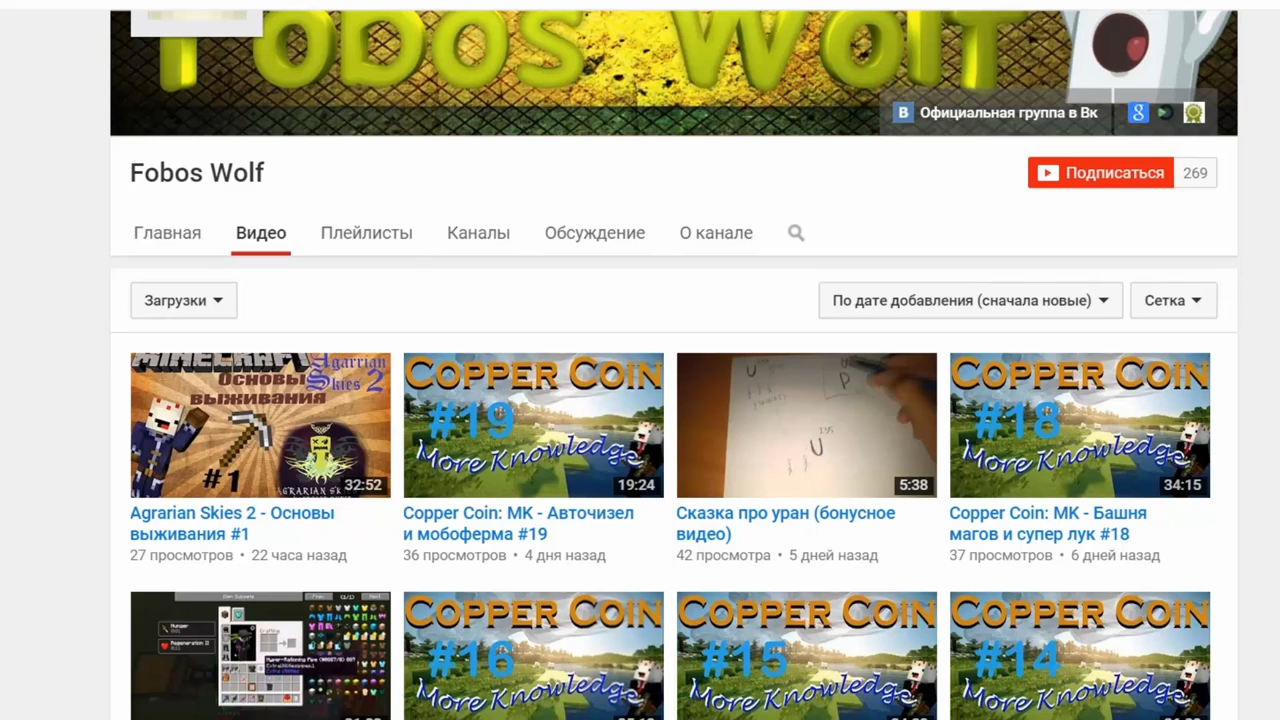 Fobos Wolf
Официальная группа в Вк
Fobos Wolf
Подписаться 269
Главная Видео Плейлисты Каналы Обсуждение О канале
Загрузки По дате добавления (сначала новые) Сетка
MINECRAFT Agarrian
Skies 2
Основы
выживания
#1
32:52
COPPER COIN
#19
More Knowledge
19:24
U
P
U
5:38
COPPER COIN
#18
More Knowledge
34:15
Agrarian Skies 2 - Основы
выживания #1
27 просмотров • 22 часа назад
Copper Coin: MK - Авточизел
и мобоферма #19
36 просмотров • 4 дня назад
Сказка про уран (бонусное
видео)
42 просмотра • 5 дней назад
Copper Coin: MK - Башня
магов и супер лук #18
37 просмотров • 6 дней назад
COPPER COIN
#16
More Knowledge
COPPER COIN
#15
More Knowledge
COPPER COIN
#14
More Knowledge